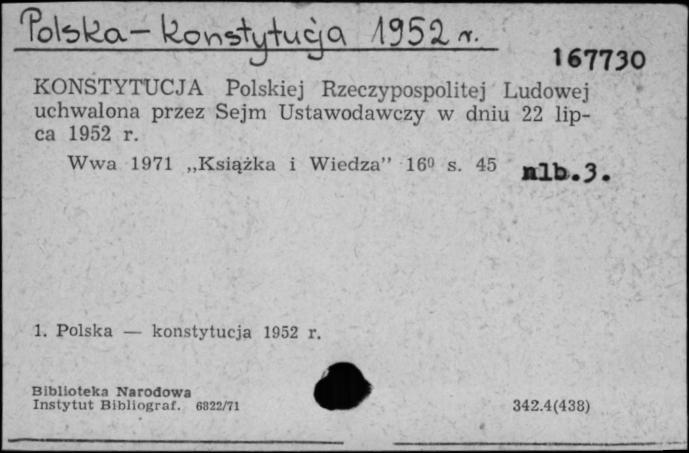 Polska – konstytucja 1952 r.
167730
KONSTYTUCJA Polskiej Rzeczypospolitej Ludowej
uchwalona przez Sejm Ustawodawczy w dniu 22 lip-
ca 1952 r.
Wwa 1971 „Książka i Wiedza” 16⁰ s. 45 nlb.3.
1. Polska — konstytucja 1952 r.
Biblioteka Narodowa
Instytut Bibliograf. 6822/71
342.4(438)